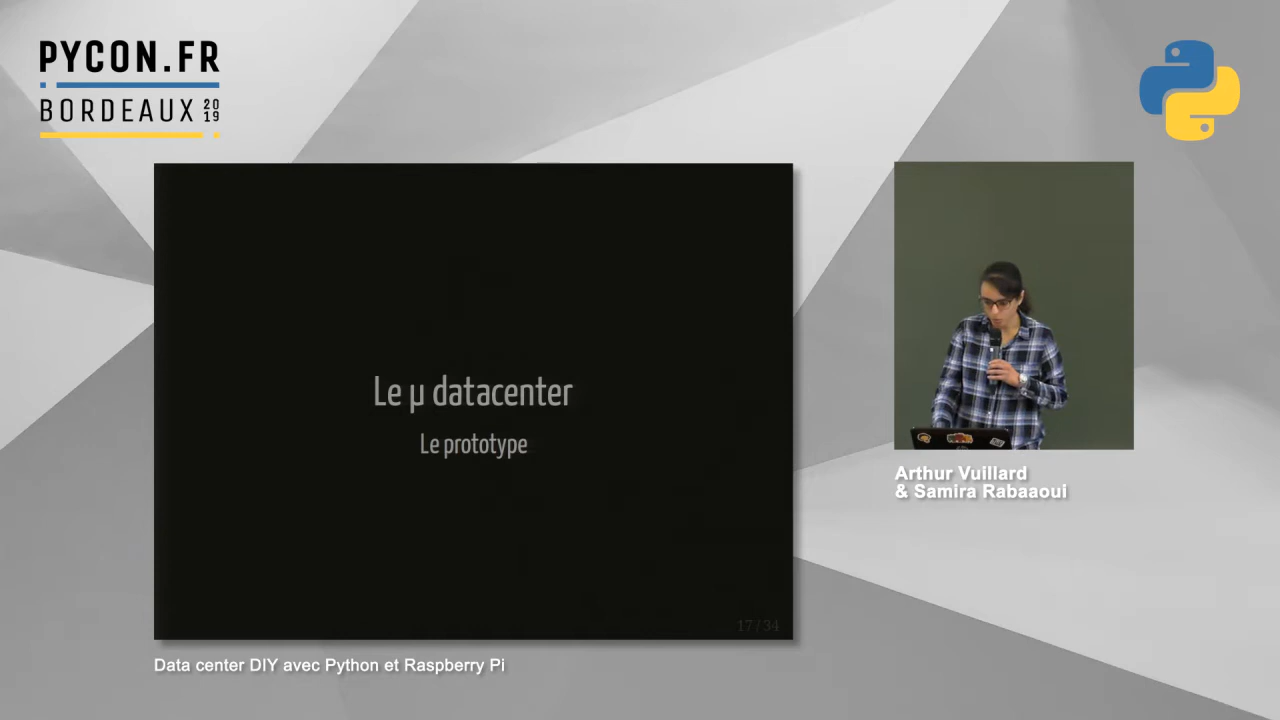 PYCON.FR
BORDEAUX 2019
Le µ datacenter
Le prototype
17/34
Arthur Vuillard
& Samira Rabaaoui
Data center DIY avec Python et Raspberry Pi